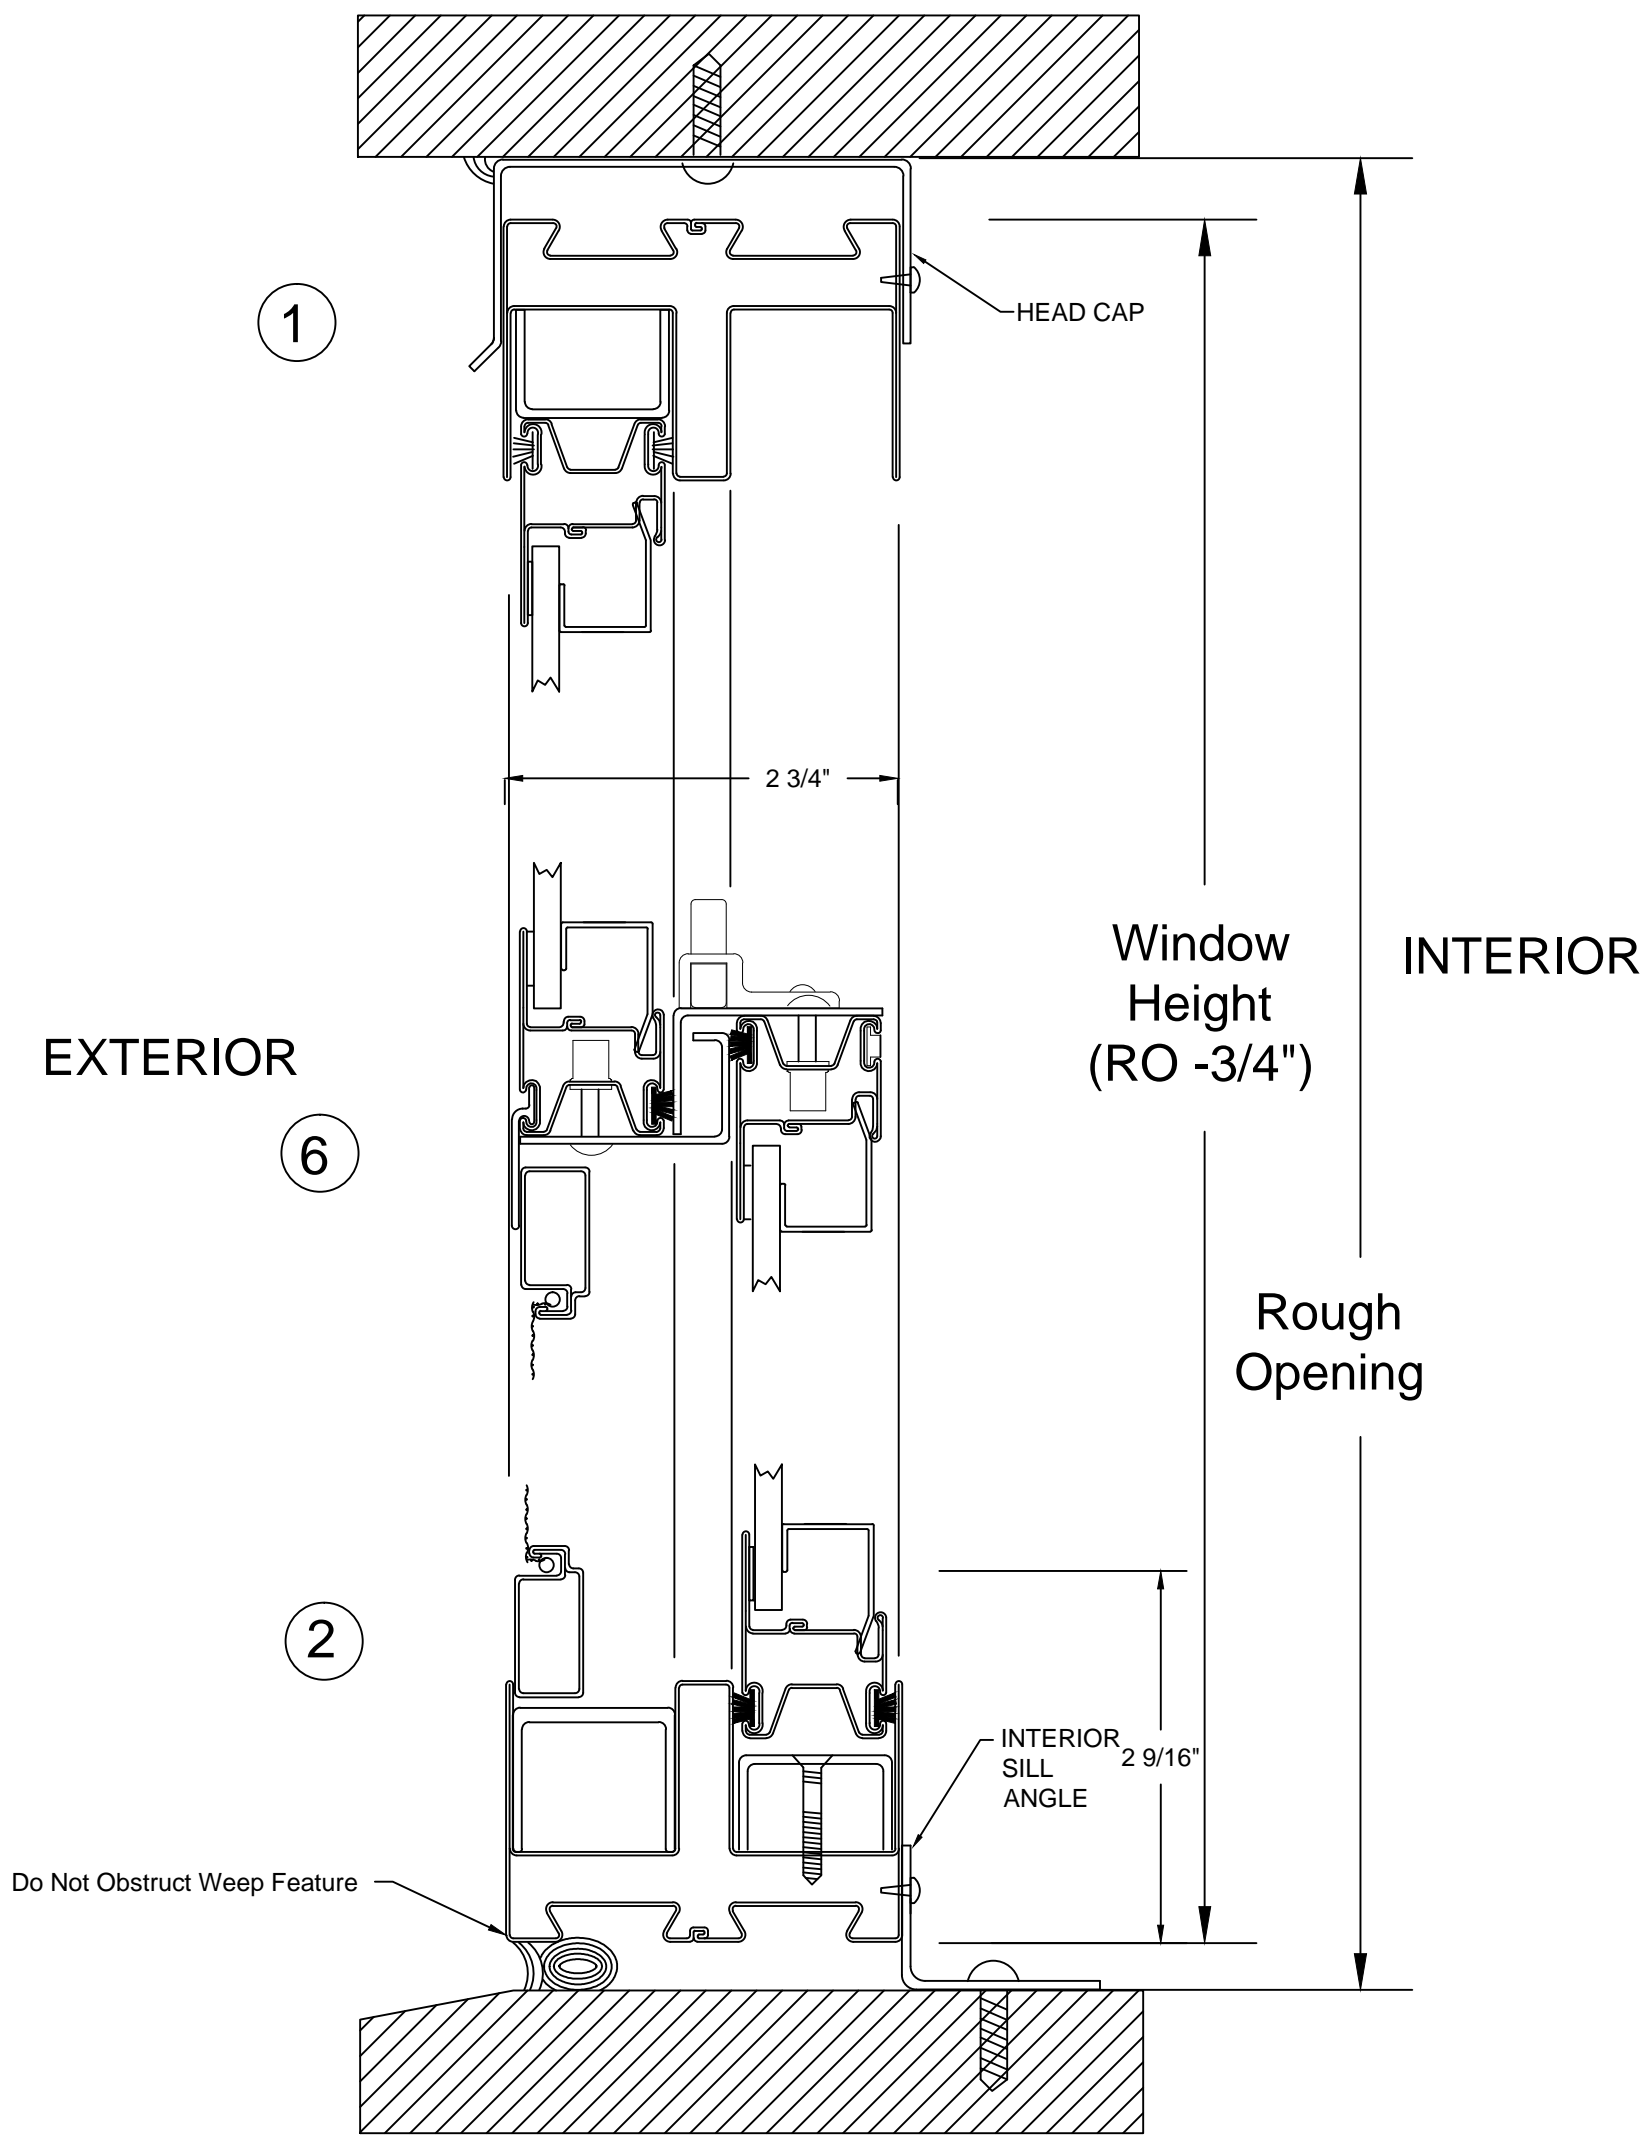 1
HEAD CAP
2 3/4"
Window
Height
(RO -3/4")
INTERIOR
EXTERIOR
6
Rough
Opening
2
INTERIOR
SILL
ANGLE
2 9/16"
Do Not Obstruct Weep Feature